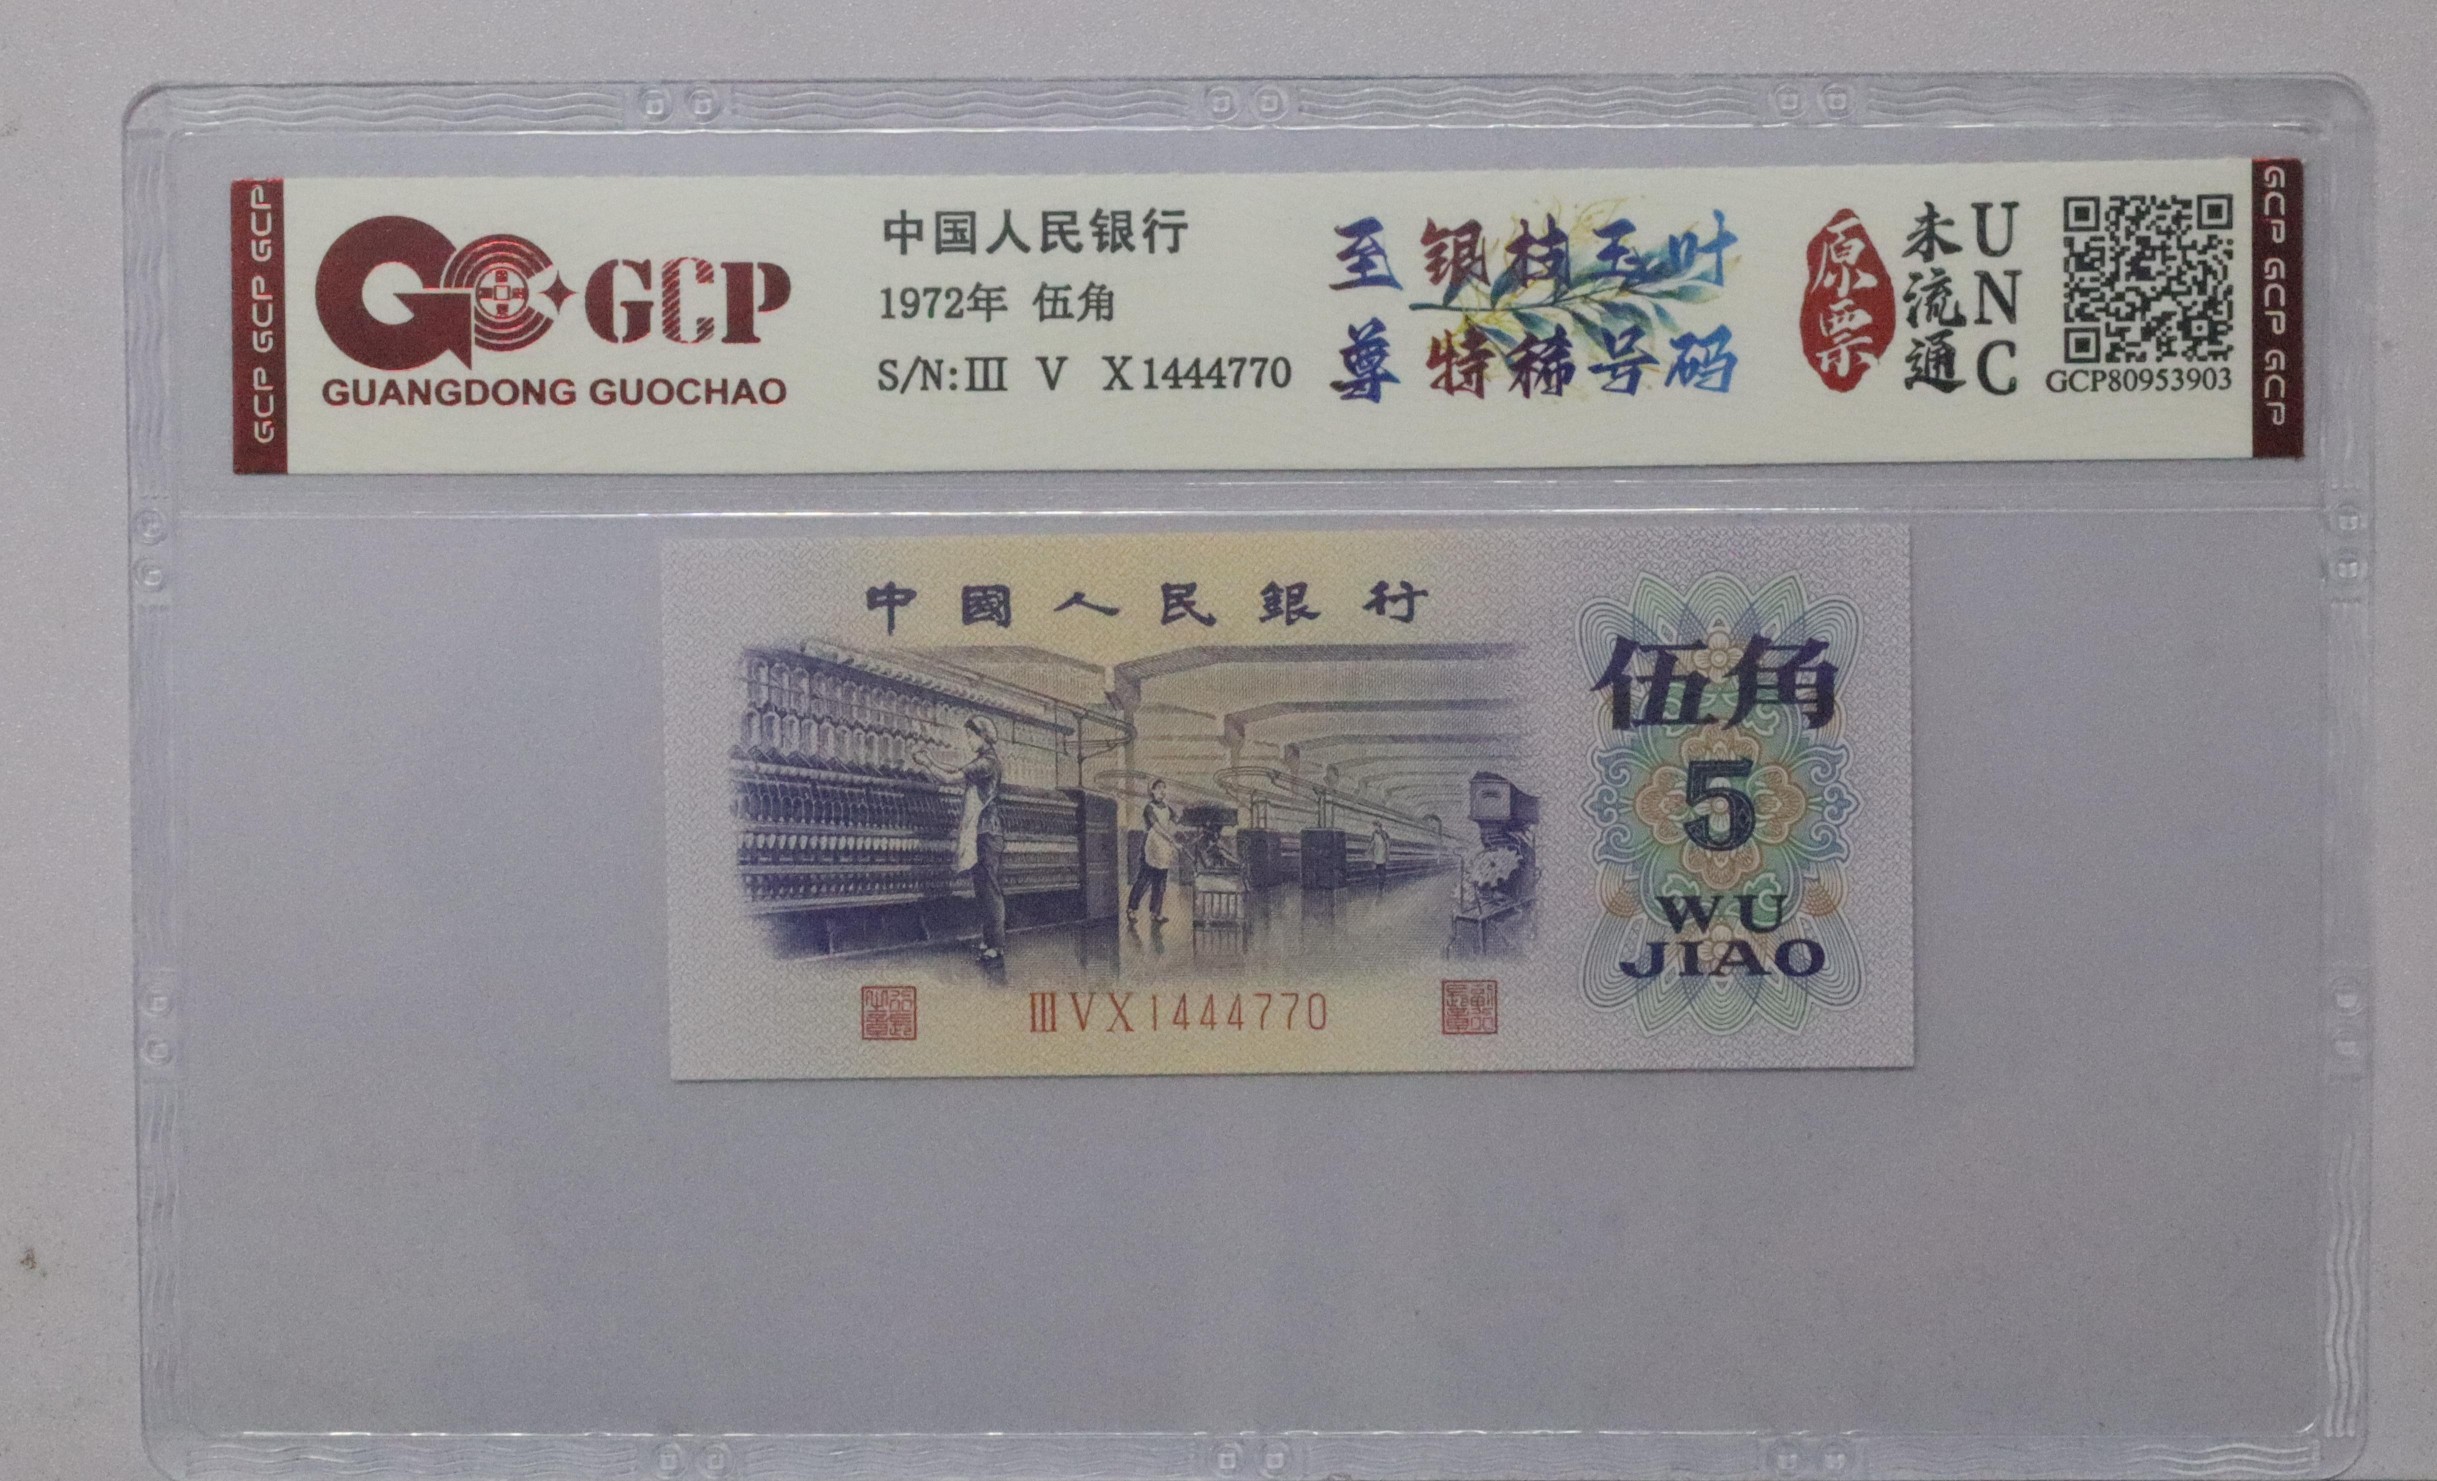 GCP GCP GCP
GCP
GUANGDONG GUOCHAO
中国人民银行
1972年 伍角
S/N:Ⅲ V X1444770
至尊
银枝玉叶
特稀号码
原票
未流通
UNC
GCP80953903
GCP GCP GCP
中國人民銀行
伍角
5
WU
JIAO
ⅢVX1444770